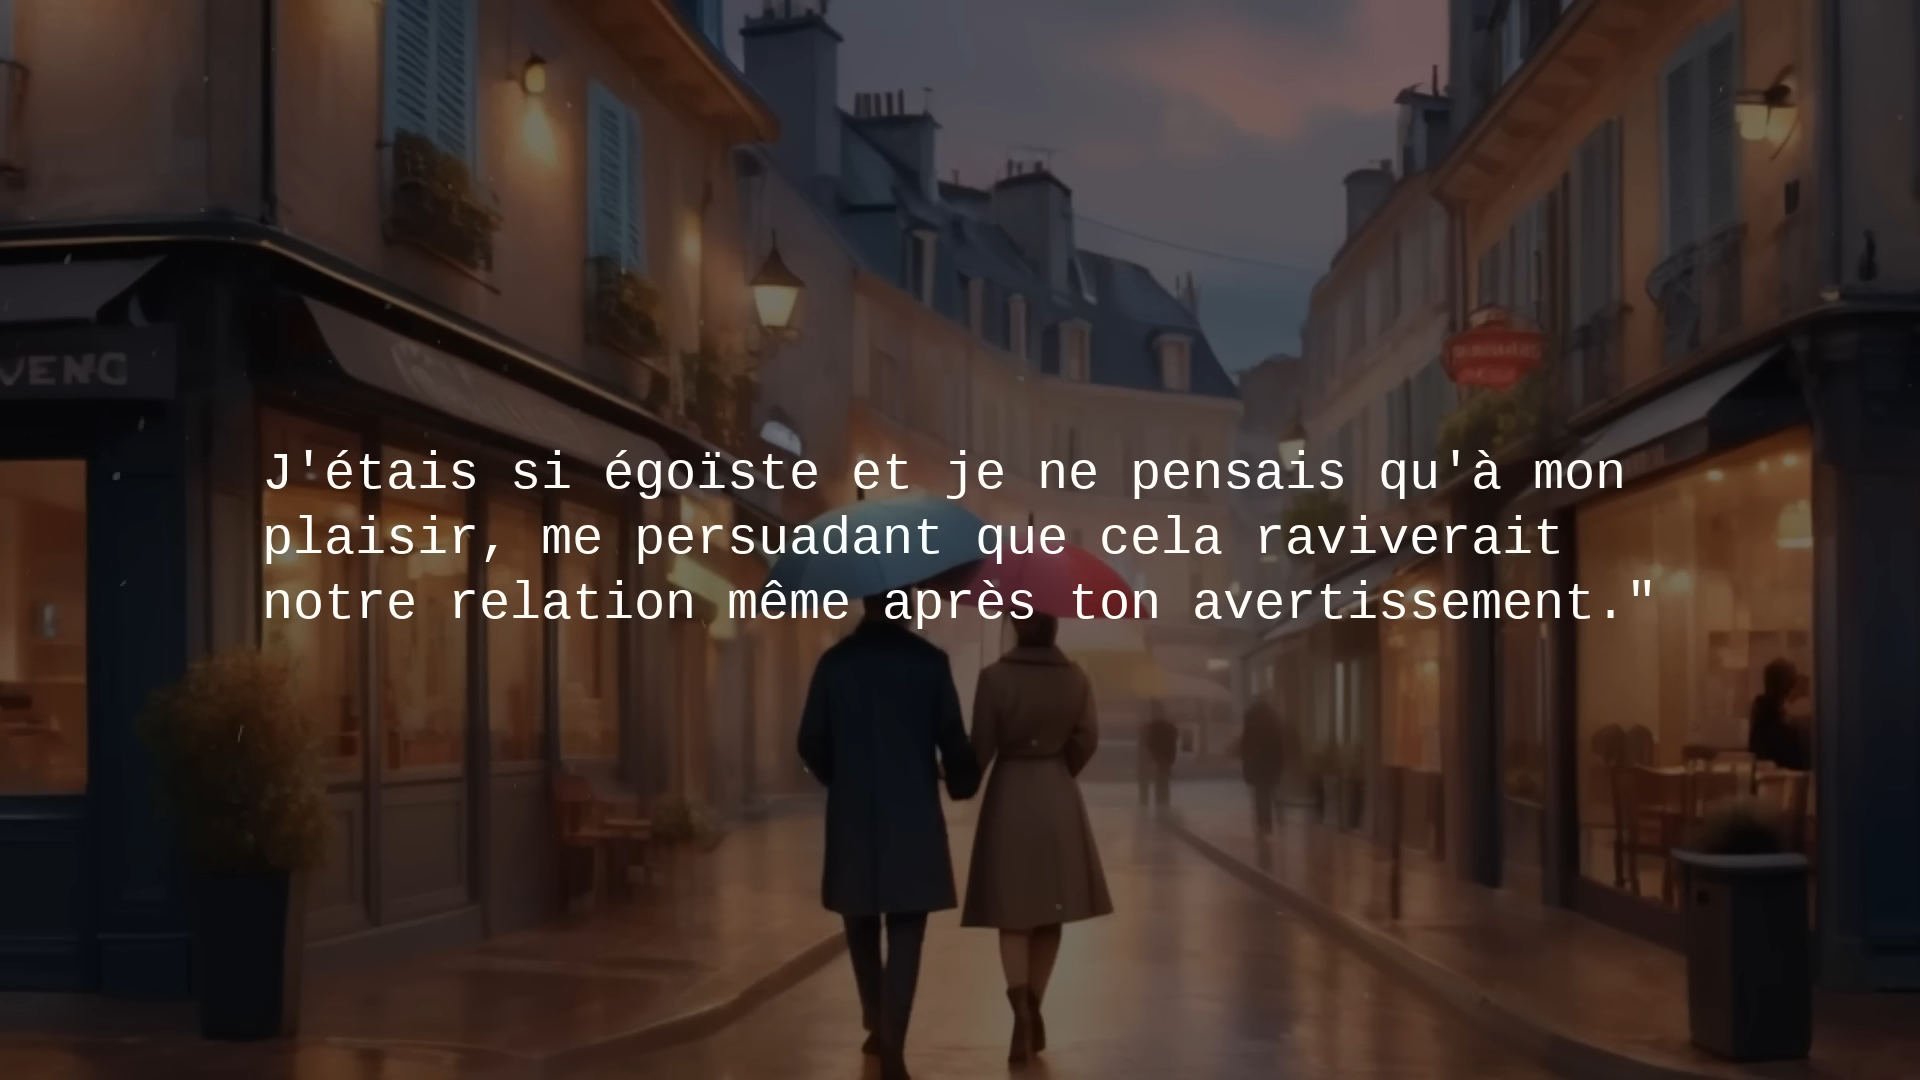 VENG
J'étais si égoïste et je ne pensais qu'à mon
plaisir, me persuadant que cela raviverait
notre relation même après ton avertissement."